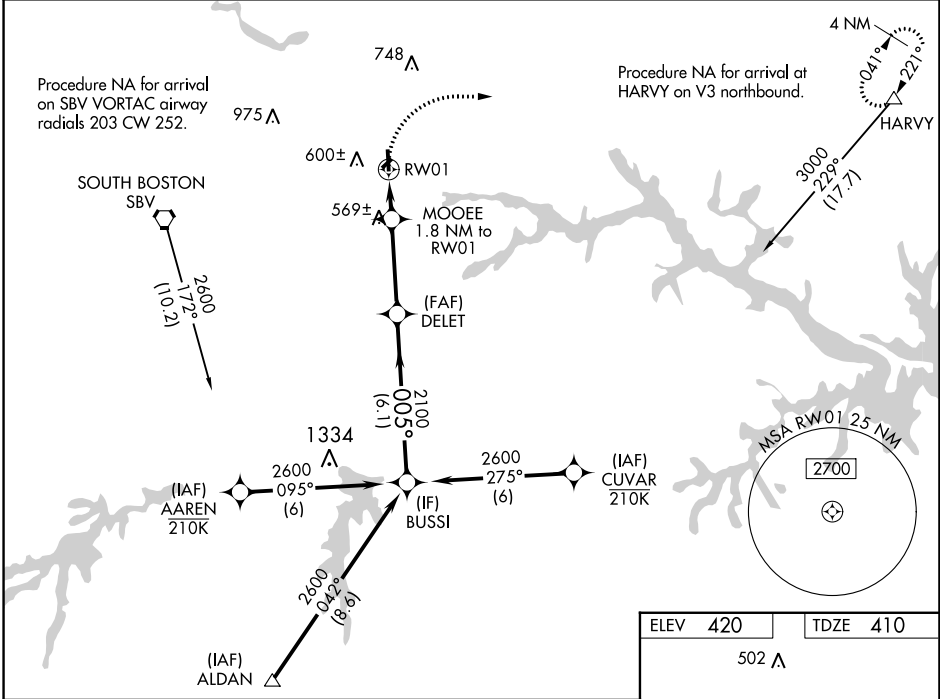 Procedure NA for arrival
on SBV VORTAC airway
radials 203 CW 252.
975
748
Procedure NA for arrival at
HARVY on V3 northbound.
4 NM
041°
221°
HARVY
3000
229°
(17.7)
600±
RW01
SOUTH BOSTON
SBV
2600
172°
(10.2)
569±
MOOEE
1.8 NM to
RW01
(FAF)
DELET
2100
005°
(6.1)
1334
(IAF)
AAREN
210K
2600
095°
(6)
(IF)
BUSSI
2600
275°
(6)
(IAF)
CUVAR
210K
2600
042°
(8.6)
(IAF)
ALDAN
MSA RW01 25 NM
2700
ELEV 420
TDZE 410
502